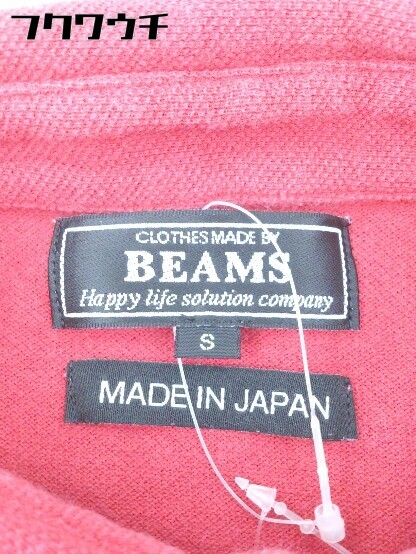 フクワウチ
CLOTHES MADE BY
BEAMS
Happy life solution company
S
MADE IN JAPAN